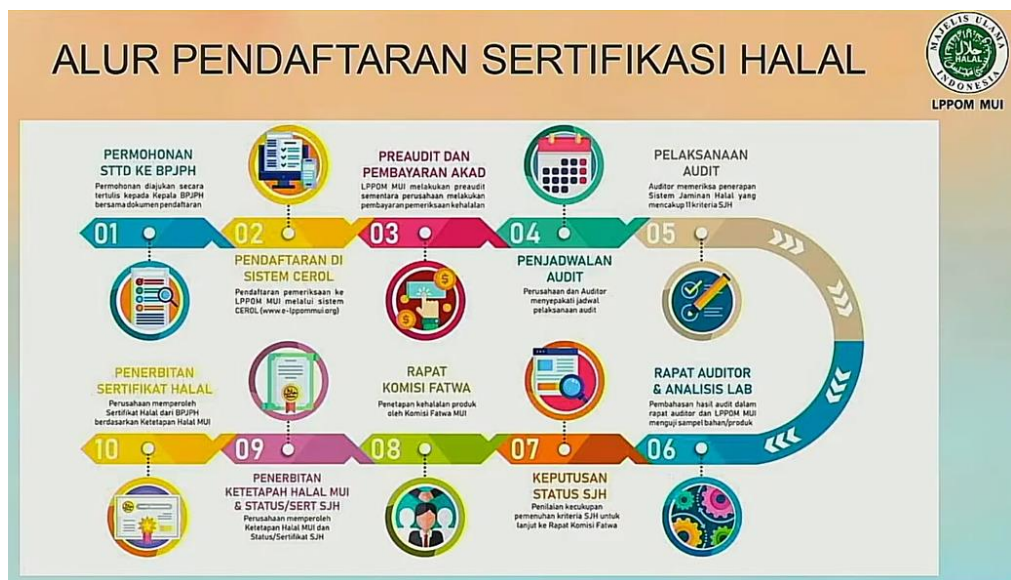 ALUR PENDAFTARAN SERTIFIKASI HALAL
MAJELIS ULAMA
حلال
HALAL
INDONESIA
LPPOM MUI
PERMOHONAN
STTD KE BPJPH
Permohonan diajukan secara
tertulis kepada Kepala BPJPH
bersama dokumen pendaftaran
01
02
PENDAFTARAN DI
SISTEM CEROL
Pendaftaran pemeriksaan ke
LPPOM MUI melalui sistem
CEROL (www.e-lppommui.org)
PREAUDIT DAN
PEMBAYARAN AKAD
LPPOM MUI melakukan preaudit
sementara perusahaan melakukan
pembayaran pemeriksaan kehalalan
03
04
PENJADWALAN
AUDIT
Perusahaan dan Auditor
menyepakati jadwal
pelaksanaan audit
PELAKSANAAN
AUDIT
Auditor memeriksa penerapan
Sistem Jaminan Halal yang
mencakup 11 kriteria SJH
05
RAPAT AUDITOR
& ANALISIS LAB
Pembahasan hasil audit dalam
rapat auditor dan LPPOM MUI
menguji sampel bahan/produk
06
07
KEPUTUSAN
STATUS SJH
Penilaian kecukupan
pemenuhan kriteria SJH untuk
lanjut ke Rapat Komisi Fatwa
RAPAT
KOMISI FATWA
Penetapan kehalalan produk
oleh Komisi Fatwa MUI
08
09
PENERBITAN
KETETAPAH HALAL MUI
& STATUS/SERT SJH
Perusahaan memperoleh
Ketetapan Halal MUI dan
Status/Sertifikat SJH
PENERBITAN
SERTIFIKAT HALAL
Perusahaan memperoleh
Sertifikat Halal dari BPJPH
berdasarkan Ketetapan Halal MUI
10